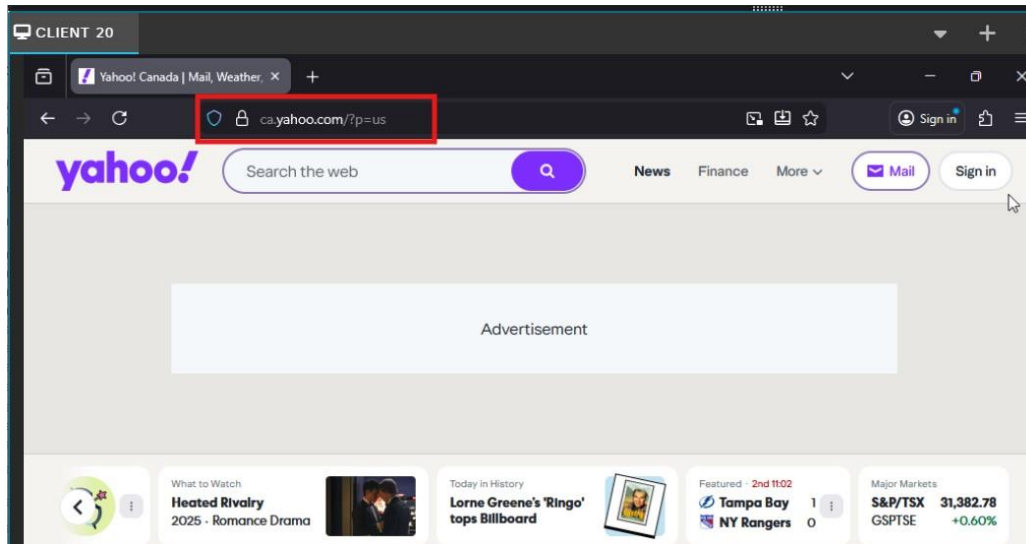 CLIENT 20
Yahoo! Canada | Mail, Weather,
ca.yahoo.com/?p=us
Sign in
yahoo!
Search the web
News
Finance
More
Mail
Sign in
Advertisement
What to Watch
Heated Rivalry
2025 - Romance Drama
Today in History
Lorne Greene's 'Ringo'
tops Billboard
Featured - 2nd 11:02
Tampa Bay 1
NY Rangers 0
Major Markets
S&P/TSX 31,382.78
GSPTSE +0.60%